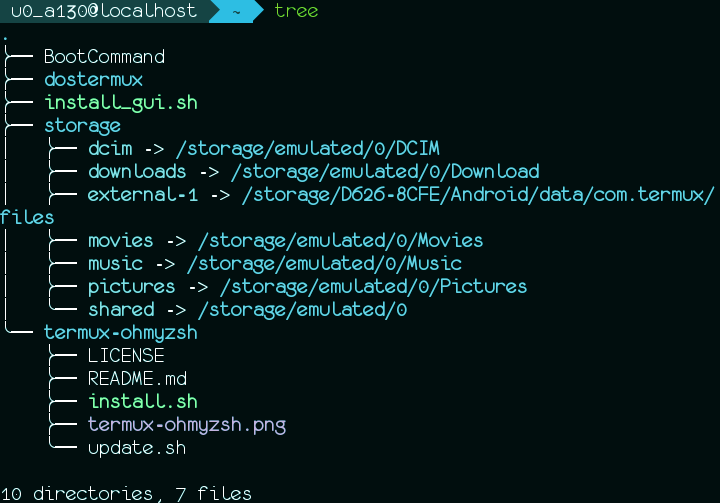 u0_a130@localhost ~ tree
.
├── BootCommand
├── dostermux
├── install_gui.sh
├── storage
│   ├── dcim -> /storage/emulated/0/DCIM
│   ├── downloads -> /storage/emulated/0/Download
│   ├── external-1 -> /storage/D626-8CFE/Android/data/com.termux/
files
│   ├── movies -> /storage/emulated/0/Movies
│   ├── music -> /storage/emulated/0/Music
│   ├── pictures -> /storage/emulated/0/Pictures
│   └── shared -> /storage/emulated/0
└── termux-ohmyzsh
    ├── LICENSE
    ├── README.md
    ├── install.sh
    ├── termux-ohmyzsh.png
    └── update.sh
10 directories, 7 files